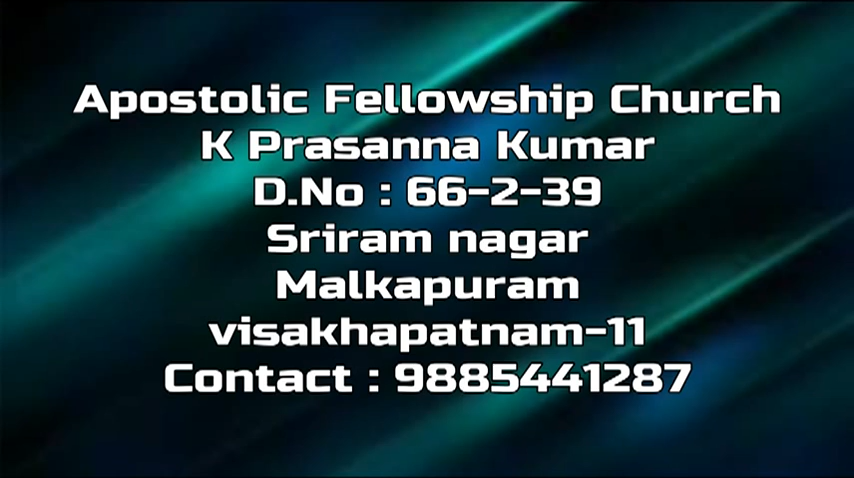 Apostolic Fellowship Church
K Prasanna Kumar
D.No : 66-2-39
Sriram nagar
Malkapuram
visakhapatnam-11
Contact : 9885441287